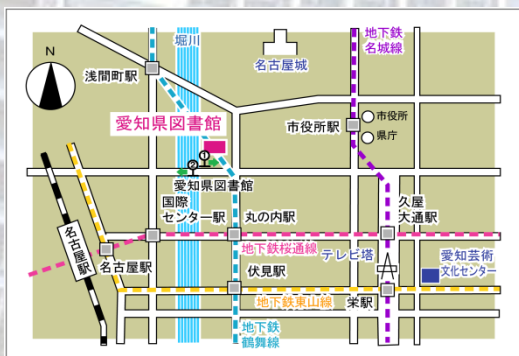 堀川
地下鉄
名城線
N
名古屋城
浅間町駅
市役所
愛知県図書館
市役所駅
県庁
①
②
愛知県図書館
国際
センター駅
丸の内駅
久屋
大通駅
名古屋駅
名古屋駅
地下鉄桜通線
テレビ塔
愛知芸術
文化センター
伏見駅
地下鉄東山線
栄駅
地下鉄
鶴舞線